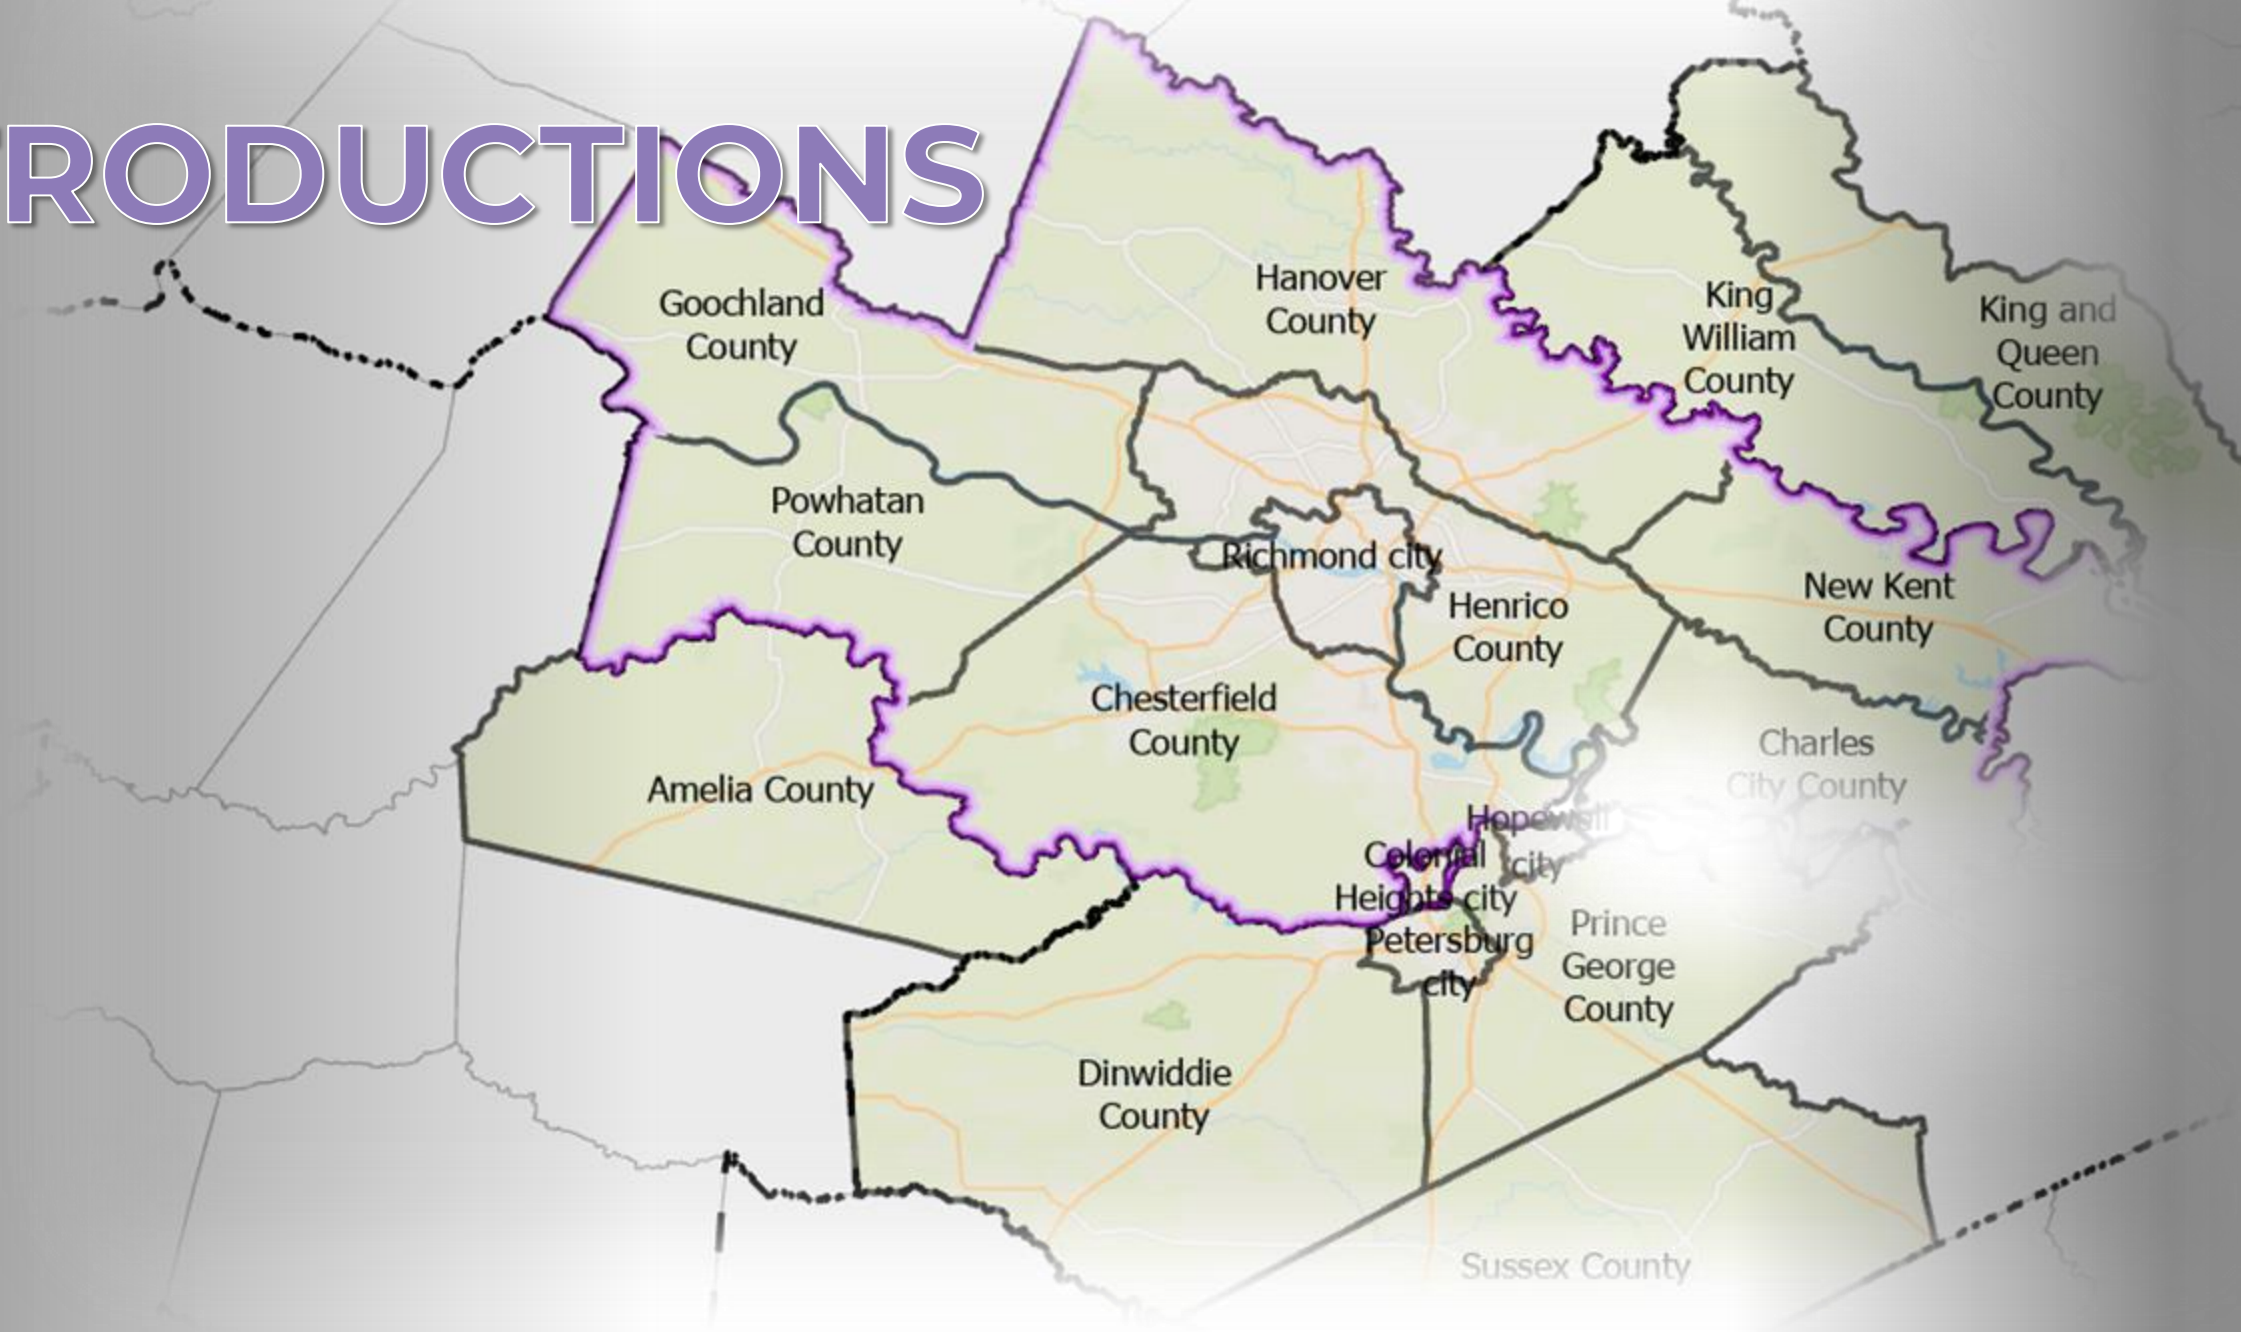 RODUCTIONS
Hanover
County
Goochland
County
King
William
County
King and
Queen
County
Powhatan
County
Richmond city
New Kent
County
Henrico
County
Chesterfield
County
Charles
City County
Amelia County
Hopewell
city
Colonial
Heights city
Petersburg
city
Prince
George
County
Dinwiddie
County
Sussex County